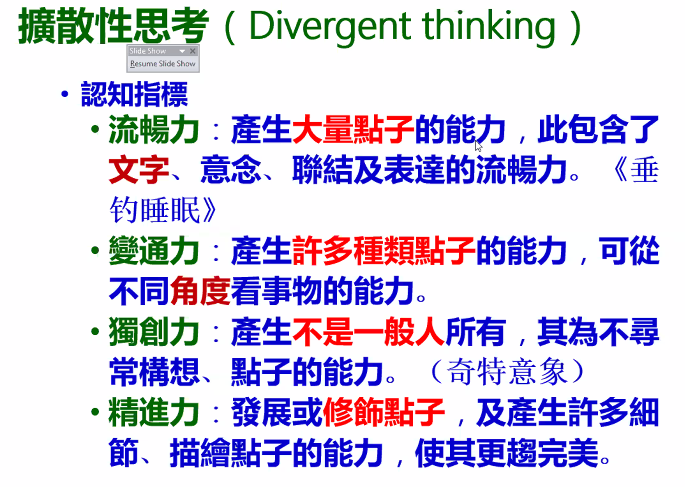 擴散性思考（Divergent thinking）
Slide Show
Resume Slide Show
• 認知指標
• 流暢力：產生大量點子的能力，此包含了
文字、意念、聯結及表達的流暢力。《垂
钓睡眠》
• 變通力：產生許多種類點子的能力，可從
不同角度看事物的能力。
• 獨創力：產生不是一般人所有，其為不尋
常構想、點子的能力。（奇特意象）
• 精進力：發展或修飾點子，及產生許多細
節、描繪點子的能力，使其更趨完美。